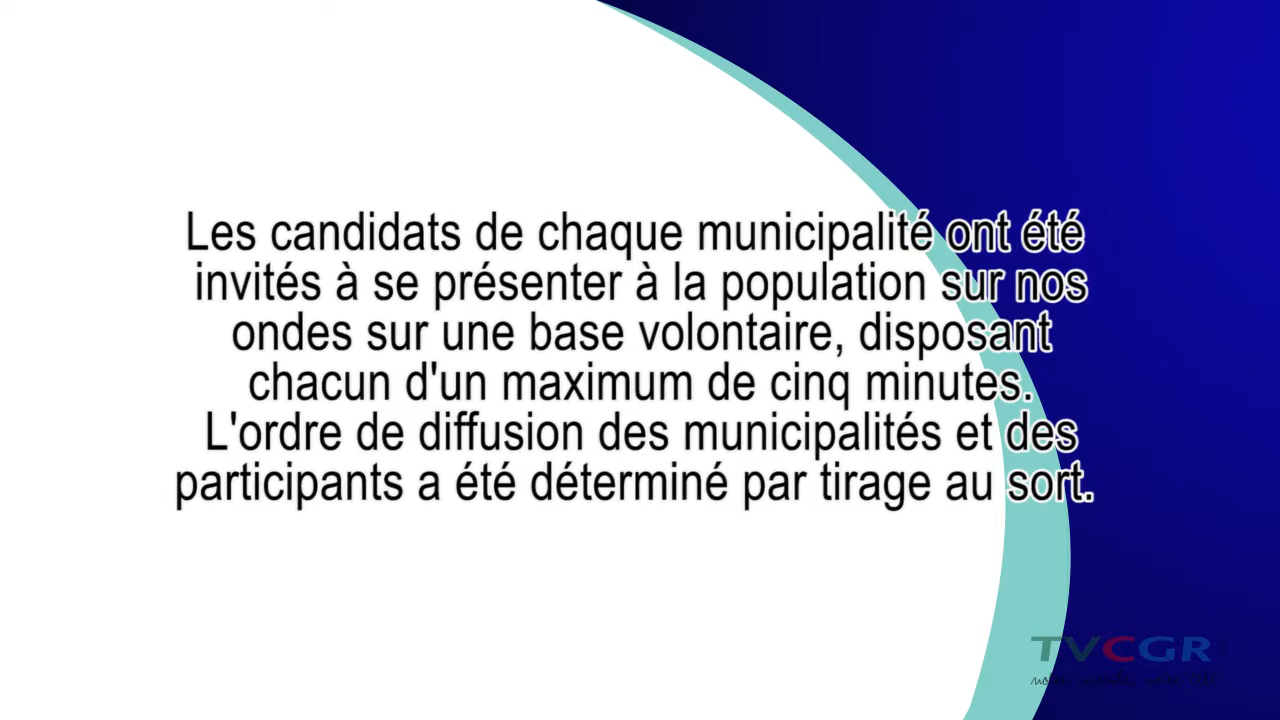 Les candidats de chaque municipalité ont été
invités à se présenter à la population sur nos
ondes sur une base volontaire, disposant
chacun d'un maximum de cinq minutes.
L'ordre de diffusion des municipalités et des
participants a été déterminé par tirage au sort.
TVCGR